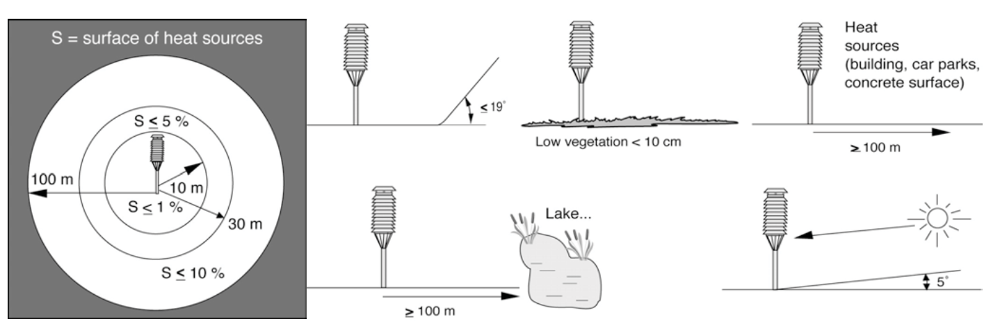 S = surface of heat sources
S ≤ 5 %
100 m
10 m
S ≤ 1 %
30 m
S ≤ 10 %
≤ 19°
Low vegetation < 10 cm
Heat
sources
(building, car parks,
concrete surface)
≥ 100 m
Lake...
≥ 100 m
5°